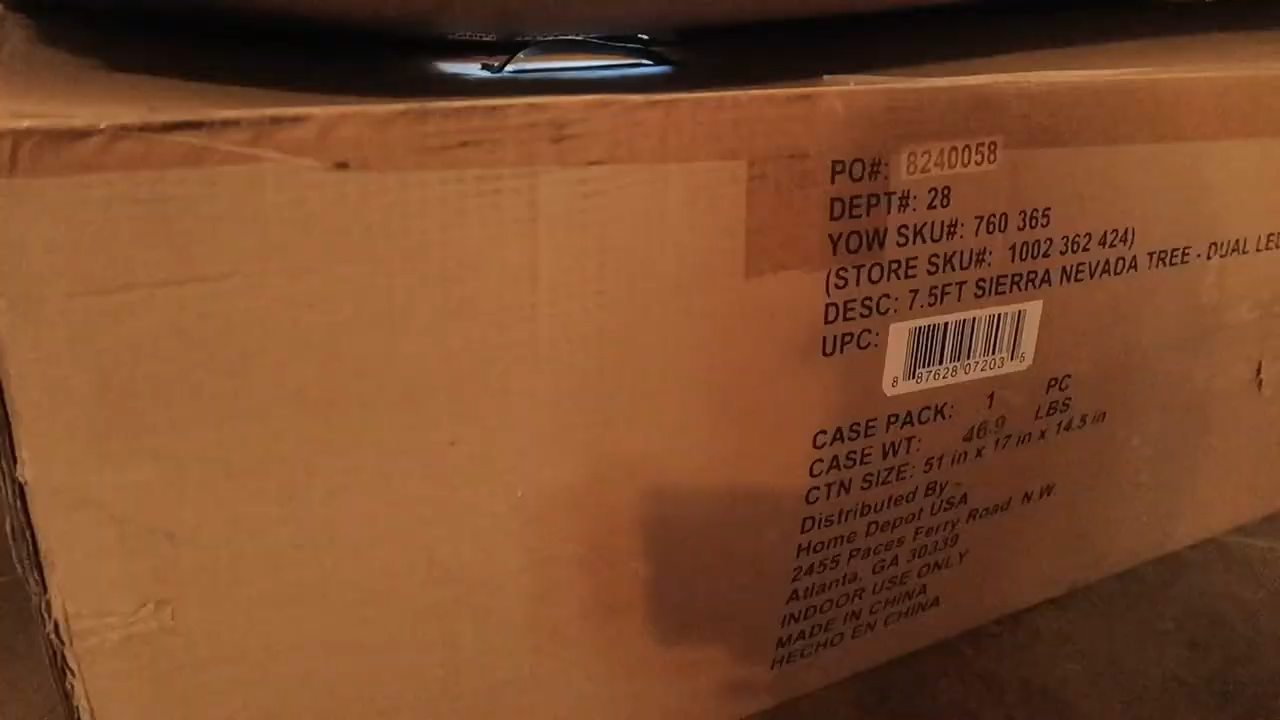 PO#: 8240058
DEPT#: 28
YOW SKU#: 760 365
(STORE SKU#: 1002 362 424)
DESC: 7.5FT SIERRA NEVADA TREE - DUAL LED
UPC:
8 87628 07203 5
CASE PACK: 1 PC
CASE WT: 46.9 LBS
CTN SIZE: 51 in x 17 in x 14.5 in
Distributed By -
Home Depot USA
2455 Paces Ferry Road N.W.
Atlanta, GA 30339
INDOOR USE ONLY
MADE IN CHINA
HECHO EN CHINA